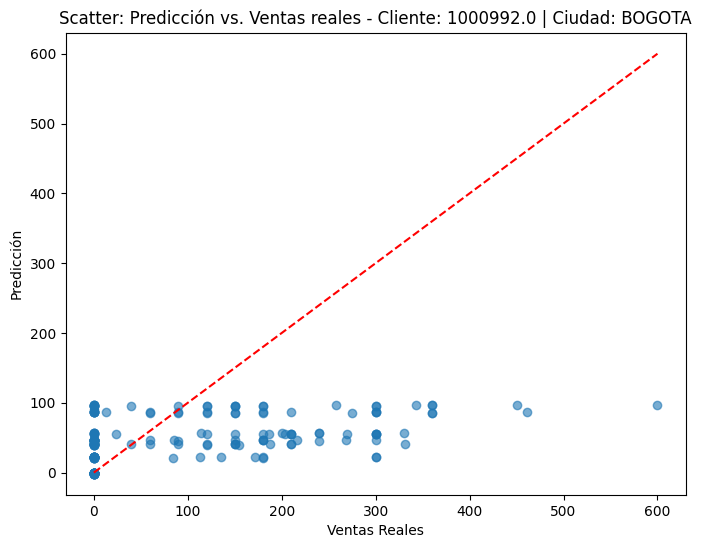 Scatter: Predicción vs. Ventas reales - Cliente: 1000992.0 | Ciudad: BOGOTA
600
500
400
300
200
100
0
Predicción
0 100 200 300 400 500 600
Ventas Reales